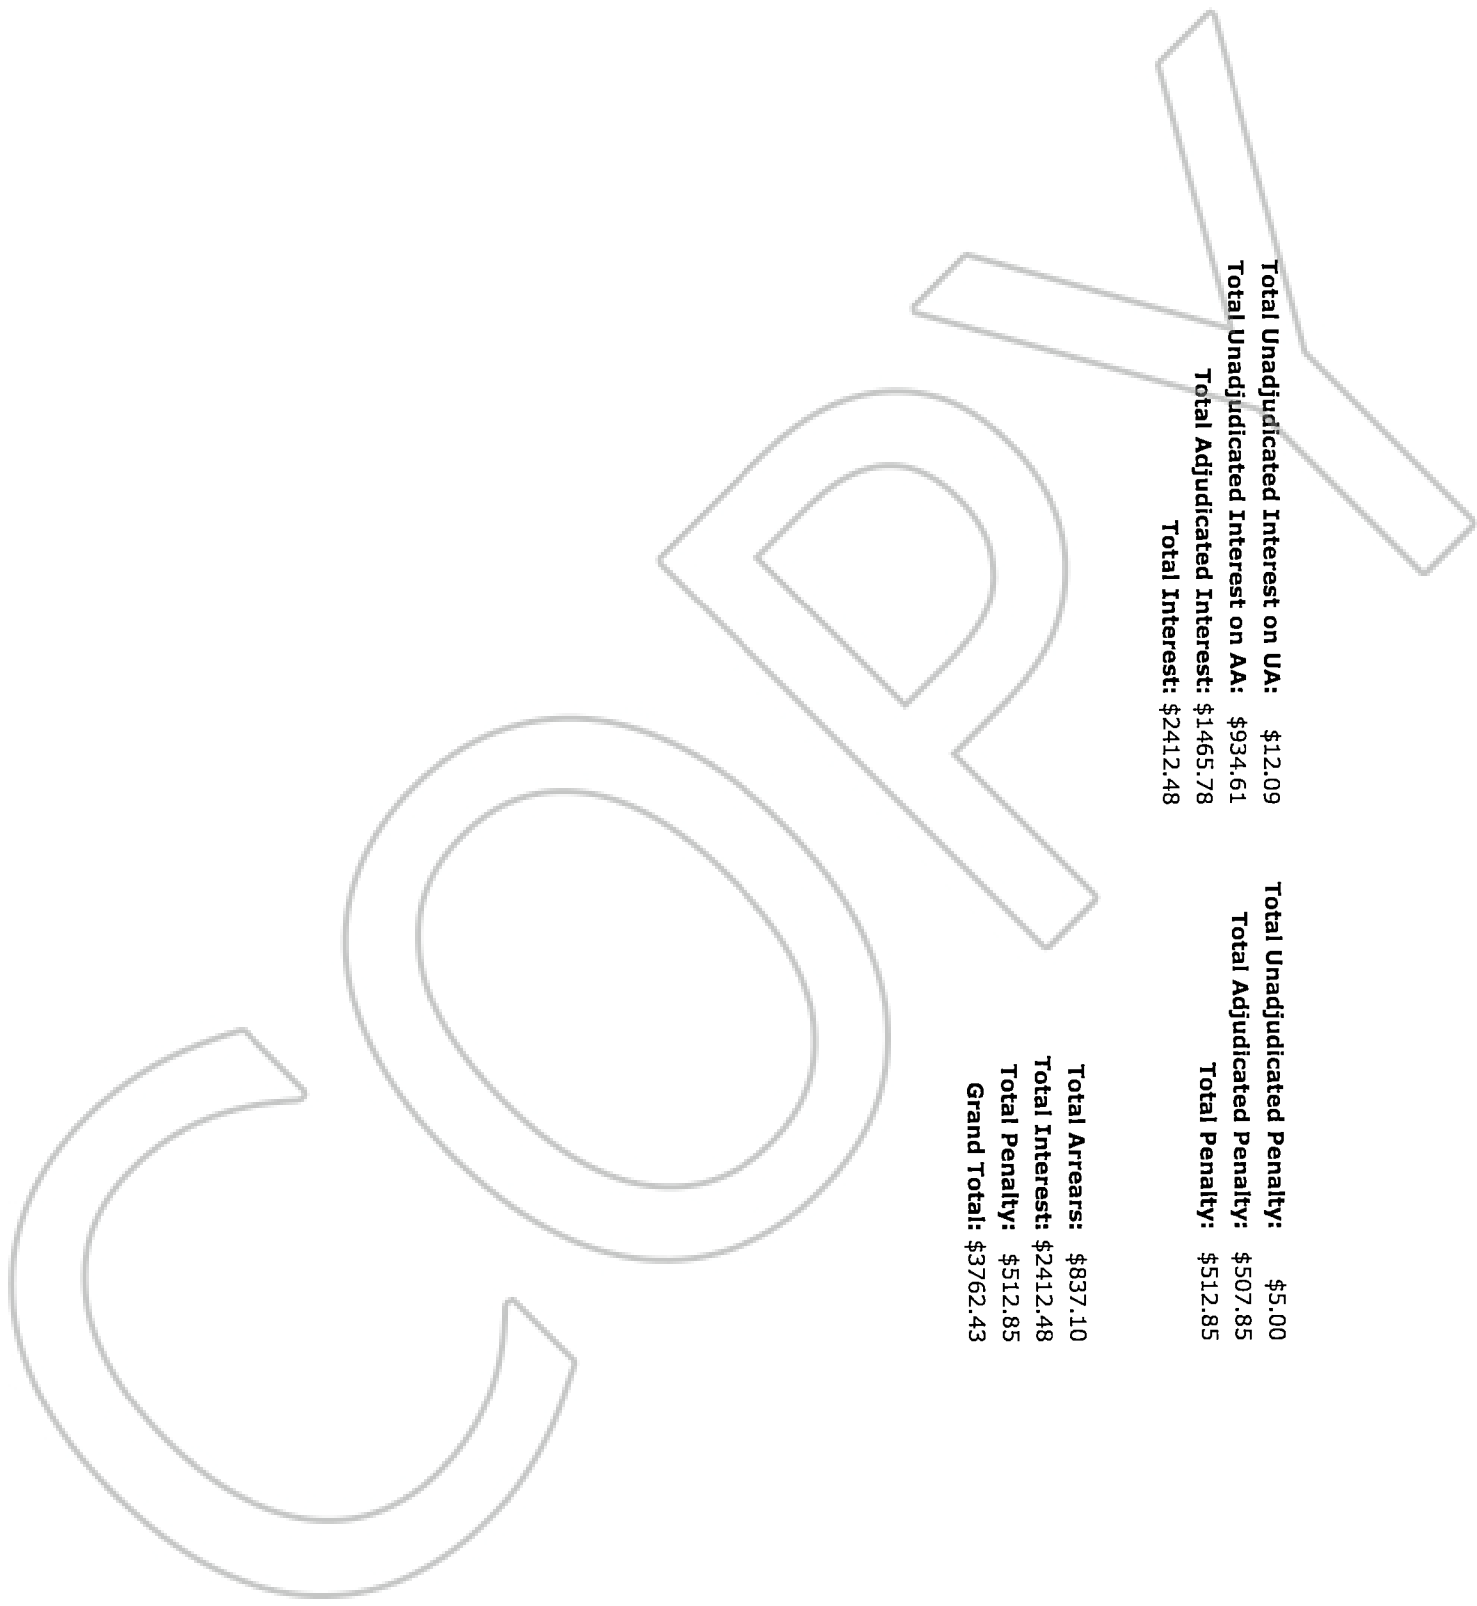 Total Unadjudicated Interest on UA: $12.09
Total Unadjudicated Interest on AA: $934.61
Total Adjudicated Interest: $1465.78
Total Interest: $2412.48
Total Unadjudicated Penalty: $5.00
Total Adjudicated Penalty: $507.85
Total Penalty: $512.85
Total Arrears: $837.10
Total Interest: $2412.48
Total Penalty: $512.85
Grand Total: $3762.43
COPY